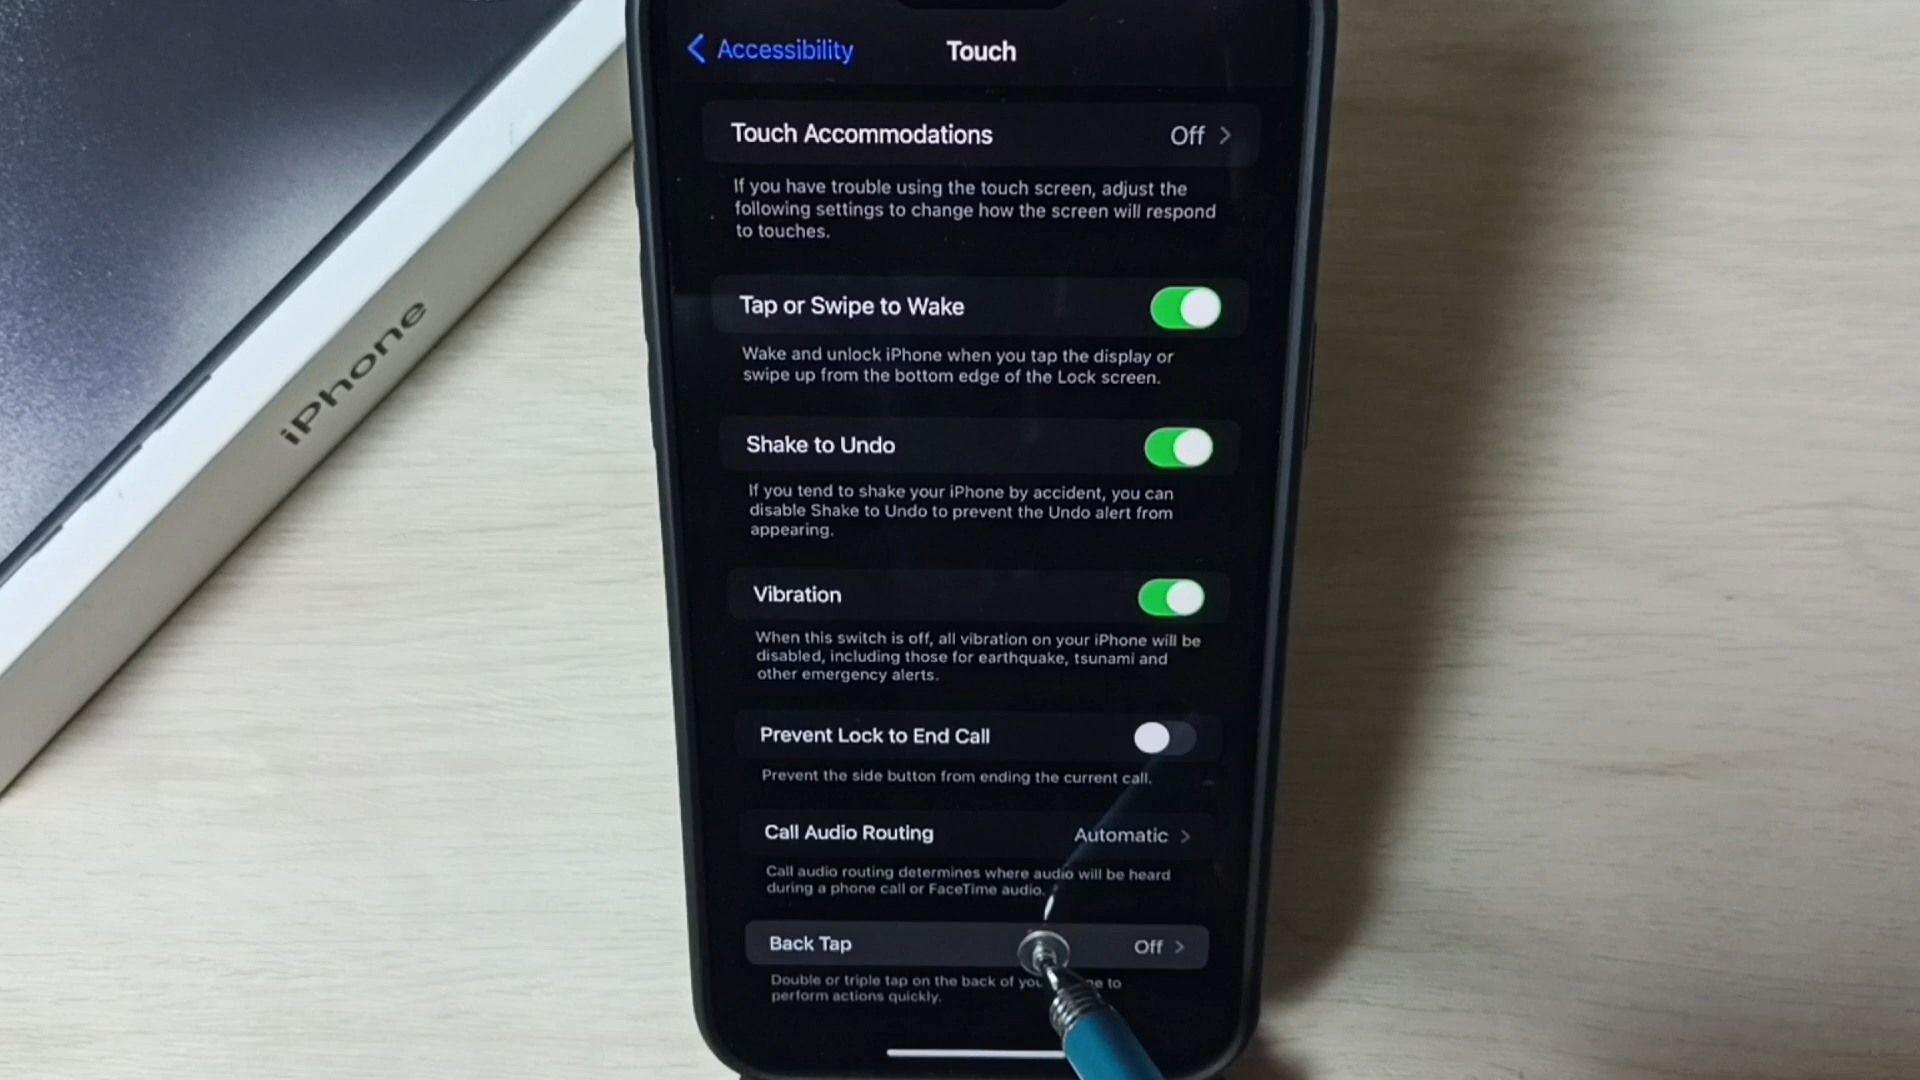 iPhone
Accessibility
Touch
Touch Accommodations
Off
If you have trouble using the touch screen, adjust the
following settings to change how the screen will respond
to touches.
Tap or Swipe to Wake
Wake and unlock iPhone when you tap the display or
swipe up from the bottom edge of the Lock screen.
Shake to Undo
If you tend to shake your iPhone by accident, you can
disable Shake to Undo to prevent the Undo alert from
appearing.
Vibration
When this switch is off, all vibration on your iPhone will be
disabled, including those for earthquake, tsunami and
other emergency alerts.
Prevent Lock to End Call
Prevent the side button from ending the current call.
Call Audio Routing
Automatic
Call audio routing determines where audio will be heard
during a phone call or FaceTime audio.
Back Tap
Off
Double or triple tap on the back of to
perform actions quickly.